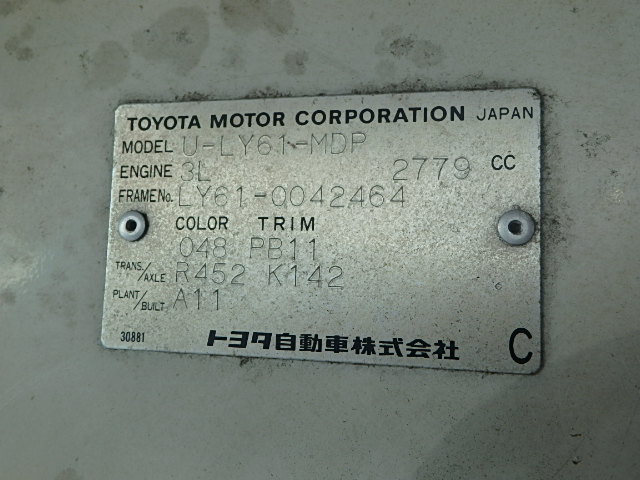 TOYOTA MOTOR CORPORATION JAPAN
MODEL U-LY61-MDP
ENGINE 3L 2779 CC
FRAME No. LY61-0042464
COLOR TRIM
048 PB11
TRANS./AXLE R452 K142
PLANT/BUILT A11
30881 トヨタ自動車株式会社 C